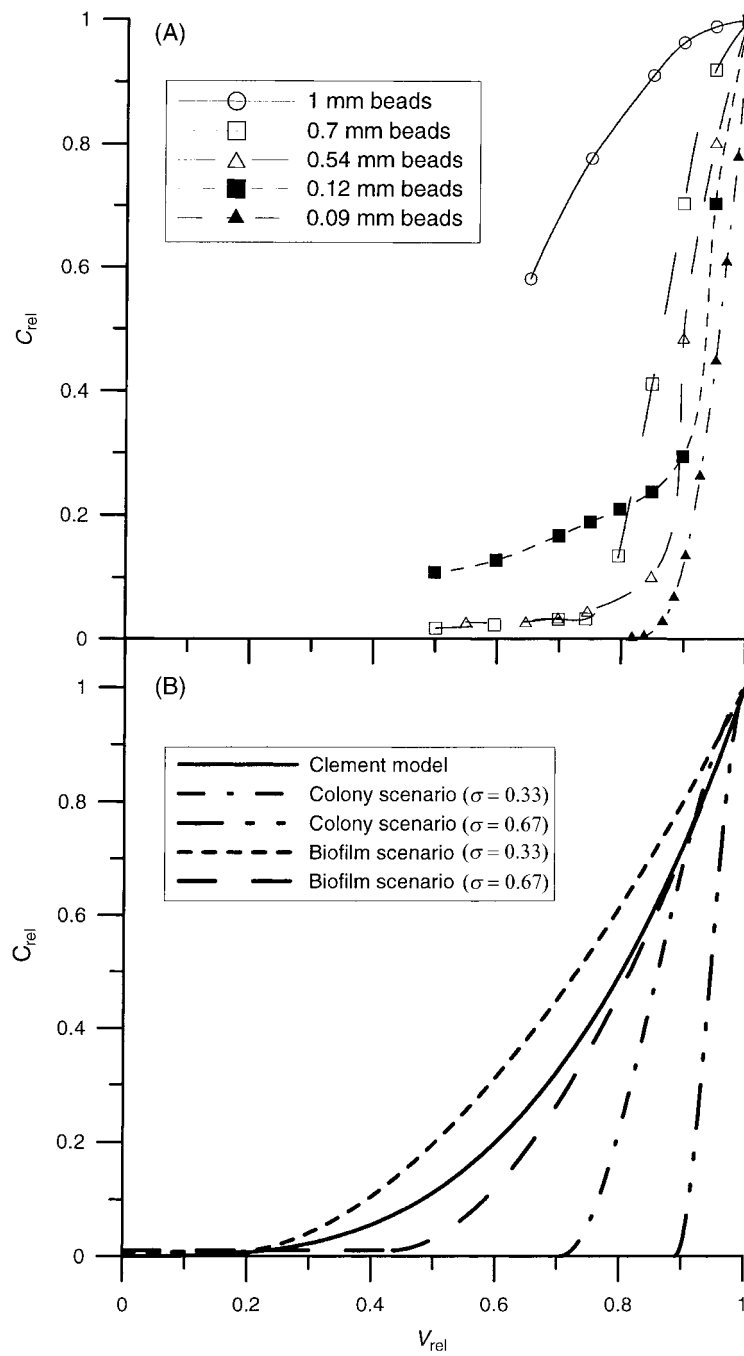 (A)
1
0.8
0.6
0.4
0.2
0
C_rel
1 mm beads
0.7 mm beads
0.54 mm beads
0.12 mm beads
0.09 mm beads
(B)
1
0.8
0.6
0.4
0.2
0
C_rel
Clement model
Colony scenario (σ = 0.33)
Colony scenario (σ = 0.67)
Biofilm scenario (σ = 0.33)
Biofilm scenario (σ = 0.67)
0 0.2 0.4 0.6 0.8 1
V_rel